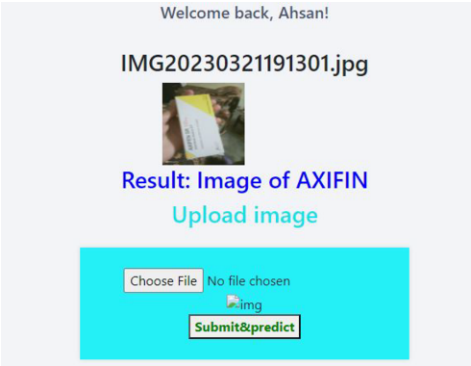 Welcome back, Ahsan!
IMG20230321191301.jpg
Result: Image of AXIFIN
Upload image
Choose File No file chosen
img
Submit&predict